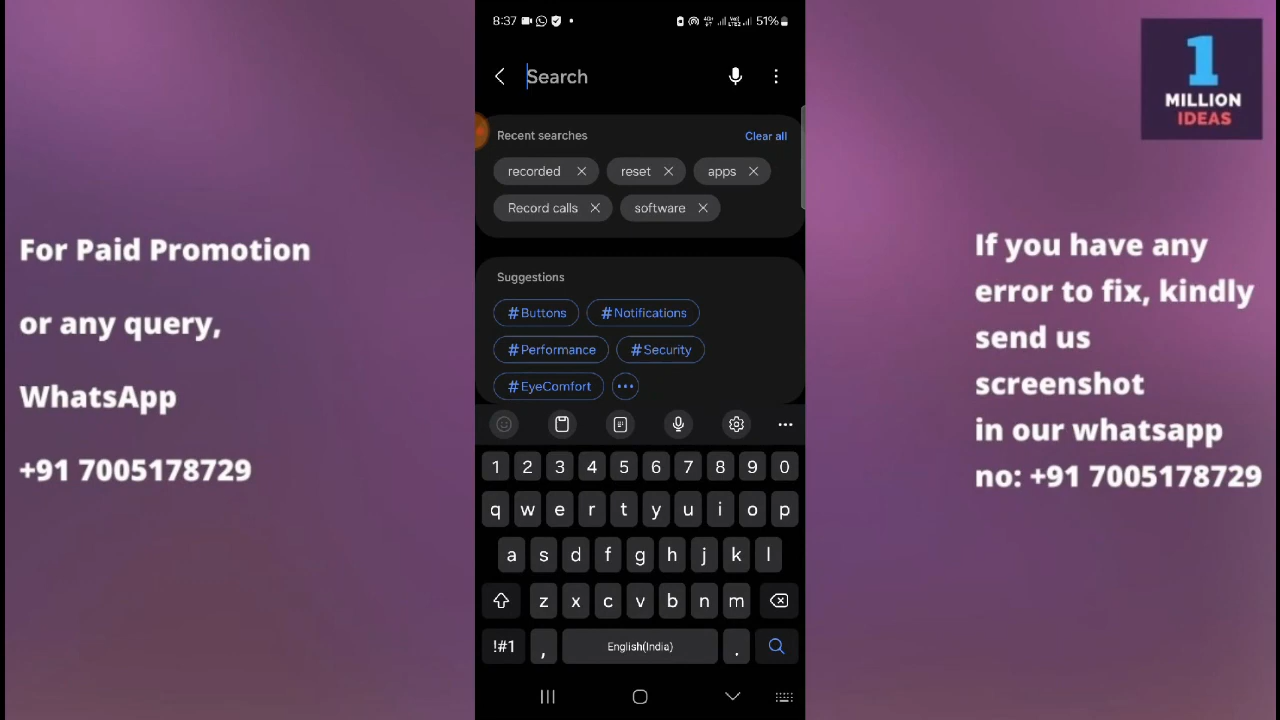 For Paid Promotion
or any query,
WhatsApp
+91 7005178729
8:37
51%
Search
Recent searches
Clear all
recorded
reset
apps
Record calls
software
Suggestions
#Buttons
#Notifications
#Performance
#Security
#EyeComfort
1 2 3 4 5 6 7 8 9 0
q w e r t y u i o p
a s d f g h j k l
z x c v b n m
!#1 , English(India) .
1
MILLION
IDEAS
If you have any
error to fix, kindly
send us
screenshot
in our whatsapp
no: +91 7005178729